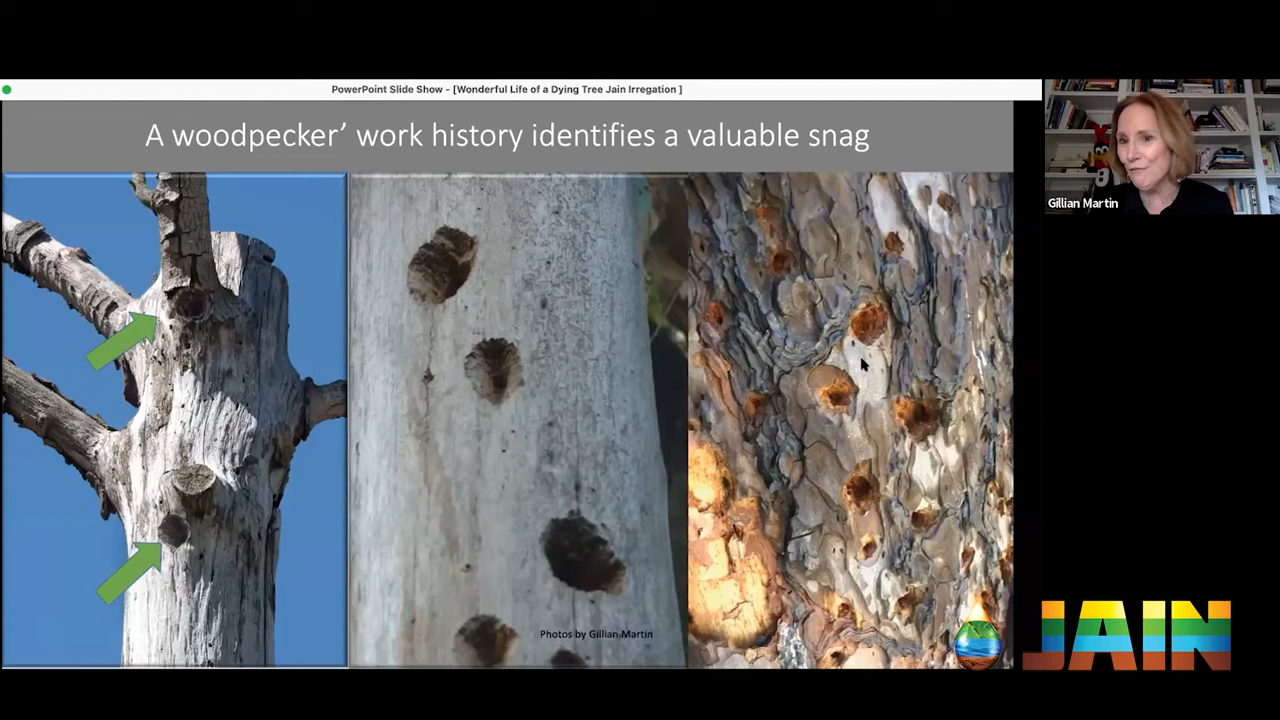 PowerPoint Slide Show - [Wonderful Life of a Dying Tree Jain Irregation ]
A woodpecker’ work history identifies a valuable snag
Gillian Martin
Photos by Gillian Martin
JAIN